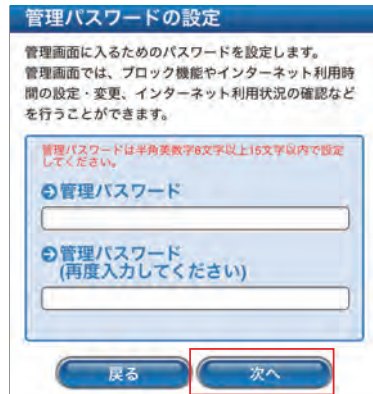 管理パスワードの設定
管理画面に入るためのパスワードを設定します。
管理画面では、ブロック機能やインターネット利用時
間の設定・変更、インターネット利用状況の確認など
を行うことができます。
管理パスワードは半角英数字6文字以上15文字以内で設定
してください。
管理パスワード
管理パスワード
(再度入力してください)
戻る
次へ